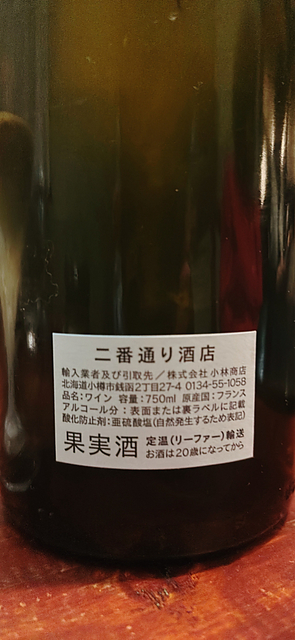 二番通り酒店
輸入業者及び引取先／株式会社 小林商店
北海道小樽市銭函2丁目27-4 0134-55-1058
品名:ワイン 容量:750ml 原産国:フランス
アルコール分:表面または裏ラベルに記載
酸化防止剤:亜硫酸塩(自然発生するため表記)
果実酒 定温(リーファー)輸送
お酒は20歳になってから